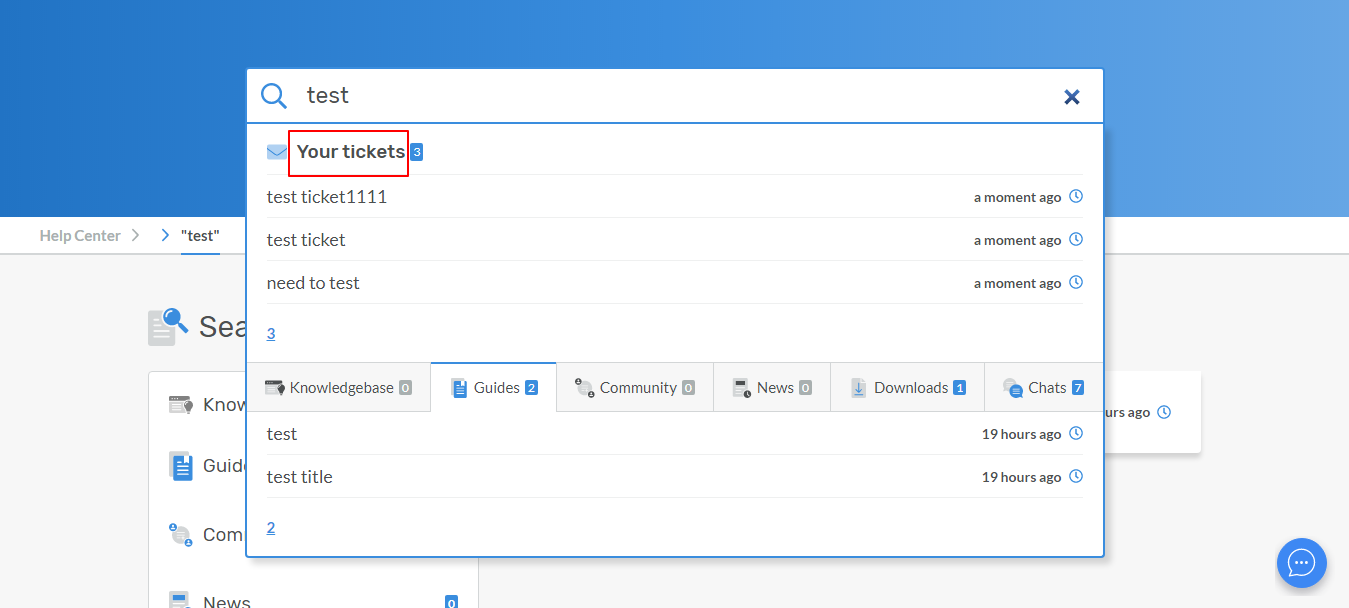 test
Your tickets 3
test ticket1111 a moment ago
test ticket a moment ago
need to test a moment ago
3
Help Center "test"
Sea
Knowledgebase 0 Guides 2 Community 0 News 0 Downloads 1 Chats 7
test 19 hours ago
test title 19 hours ago
2
Know
Guide
Com
News 0
urs ago